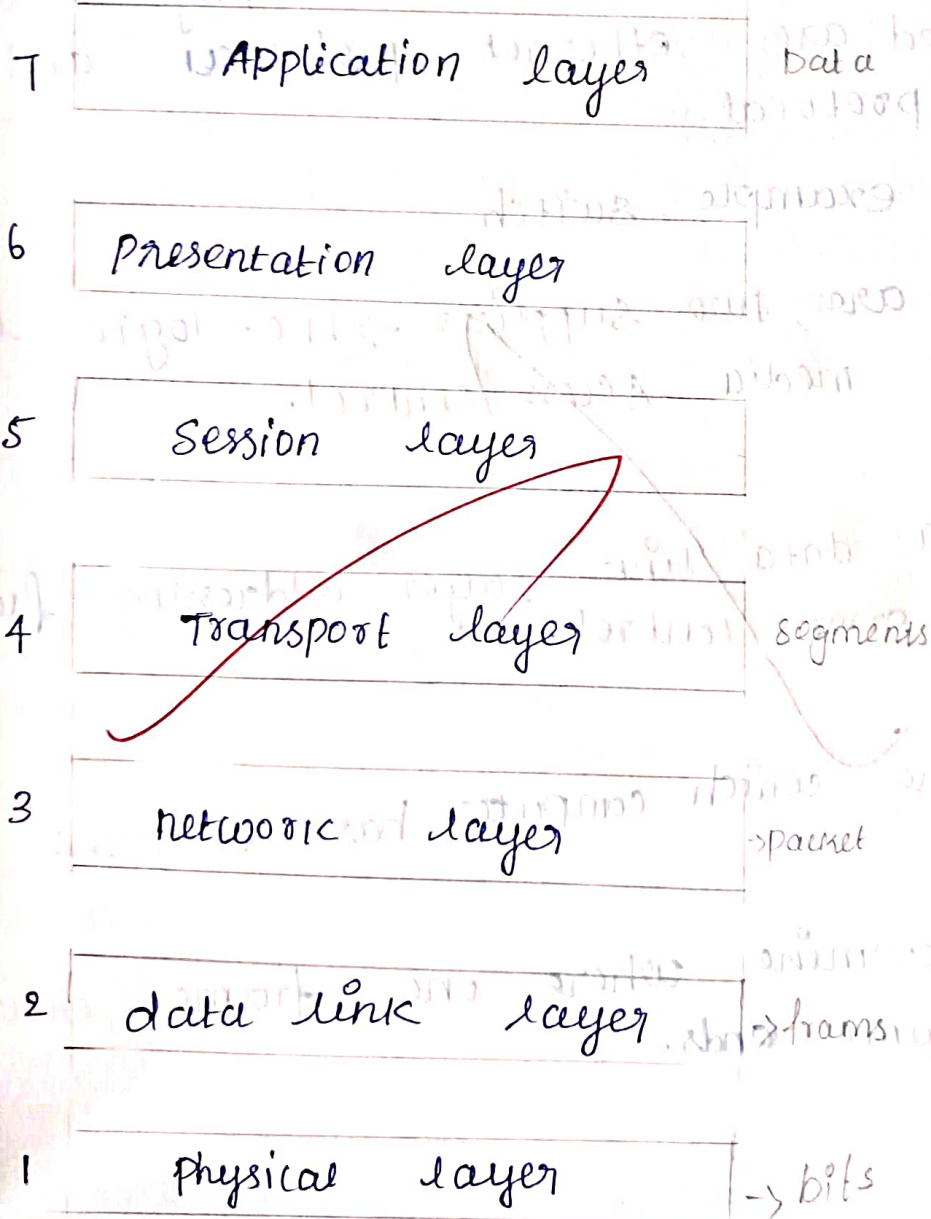 7 Application layer Data
6 Presentation layer
5 Session layer
4 Transport layer segments
3 network layer →packet
2 data link layer →frams
1 physical layer → bits